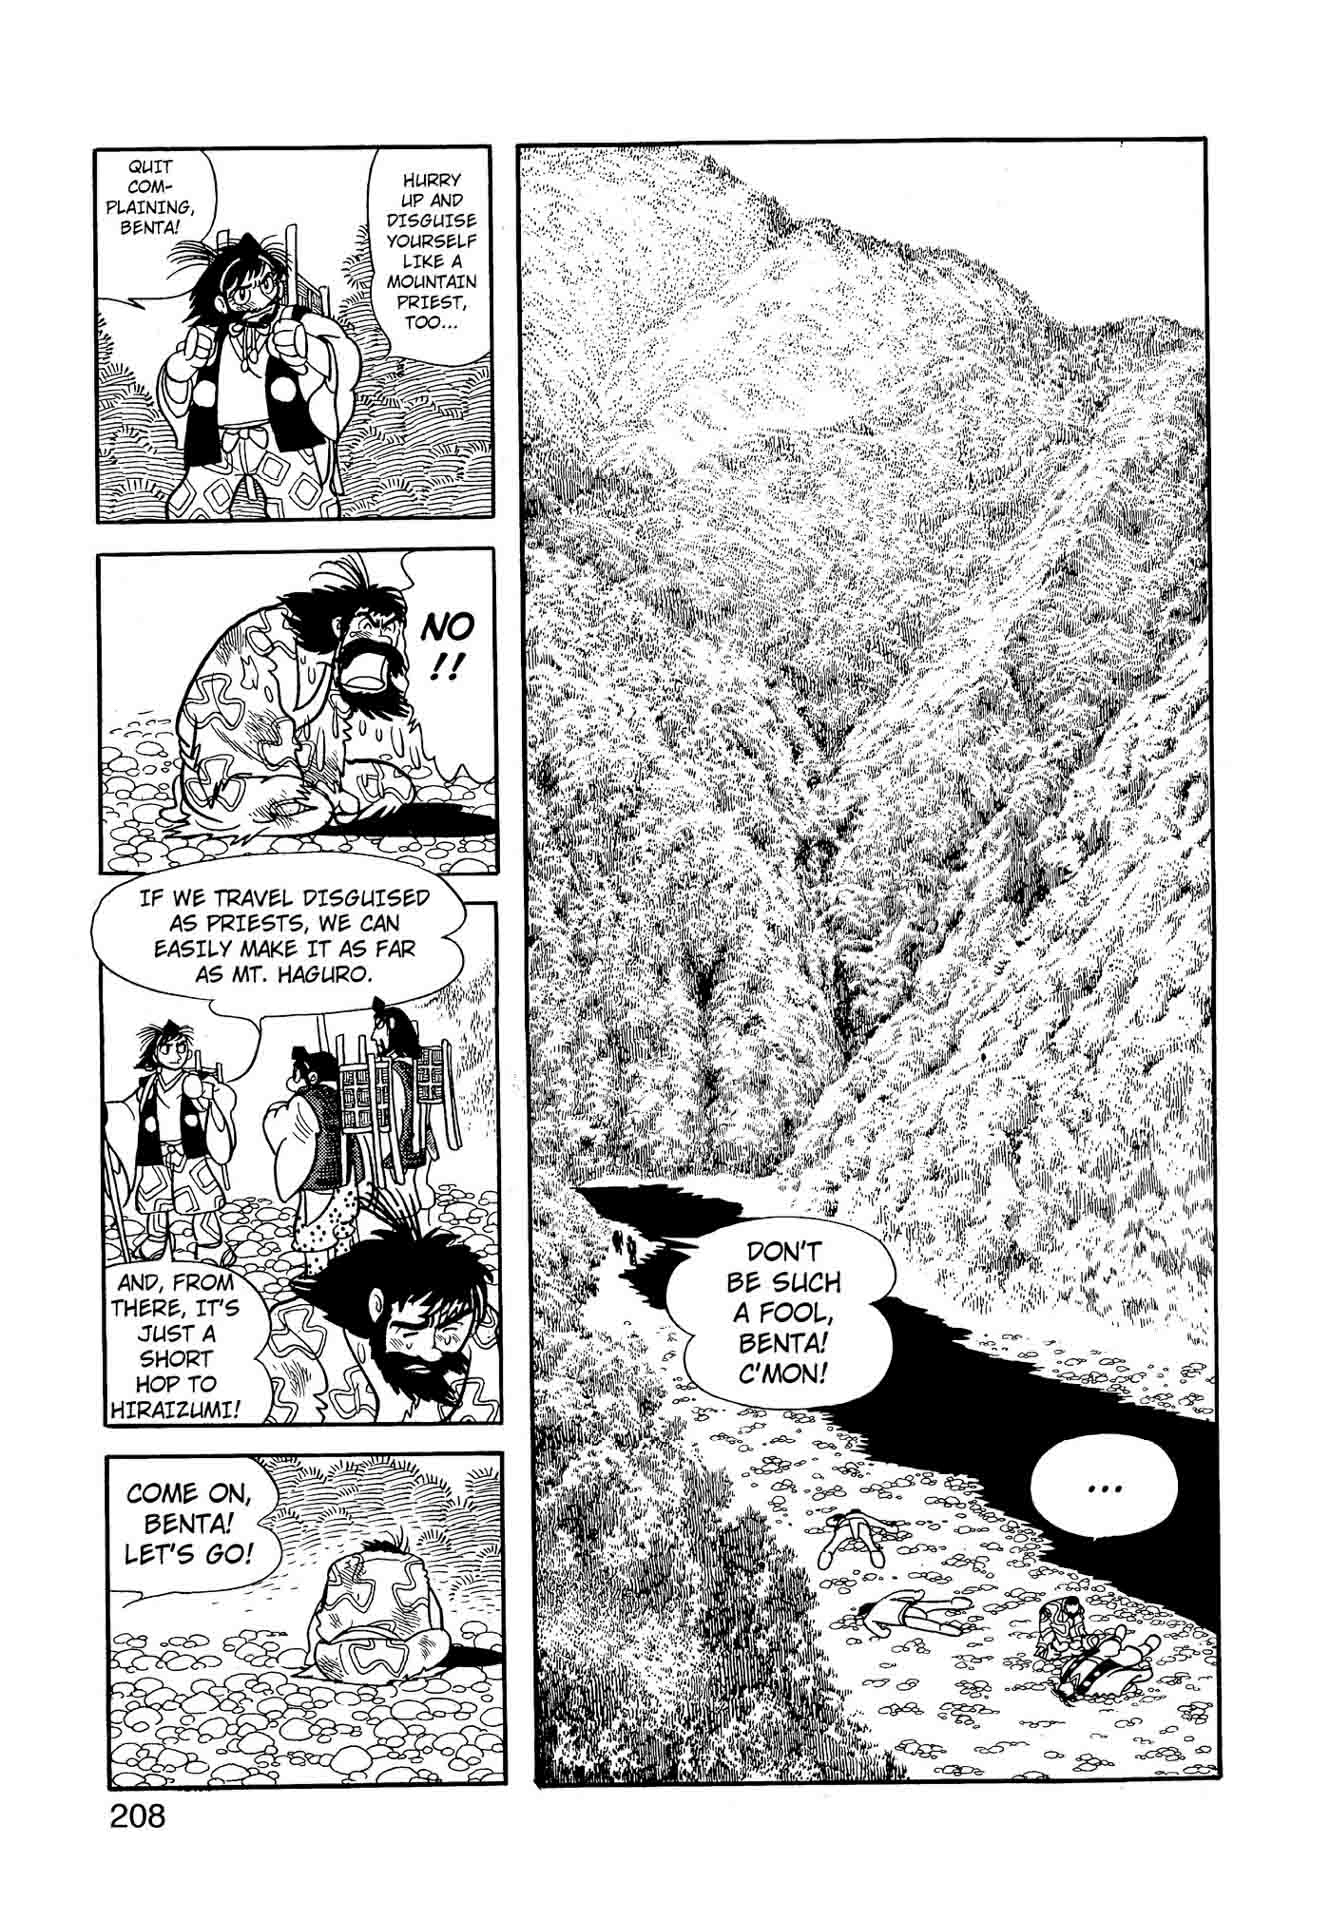 DON'T
BE SUCH
A FOOL,
BENTA!
C'MON!
...
HURRY
UP AND
DISGUISE
YOURSELF
LIKE A
MOUNTAIN
PRIEST,
TOO...
QUIT
COM-
PLAINING,
BENTA!
NO
!!
IF WE TRAVEL DISGUISED
AS PRIESTS, WE CAN
EASILY MAKE IT AS FAR
AS MT. HAGURO.
AND, FROM
THERE, IT'S
JUST A
SHORT
HOP TO
HIRAIZUMI!
COME ON,
BENTA!
LET'S GO!
208